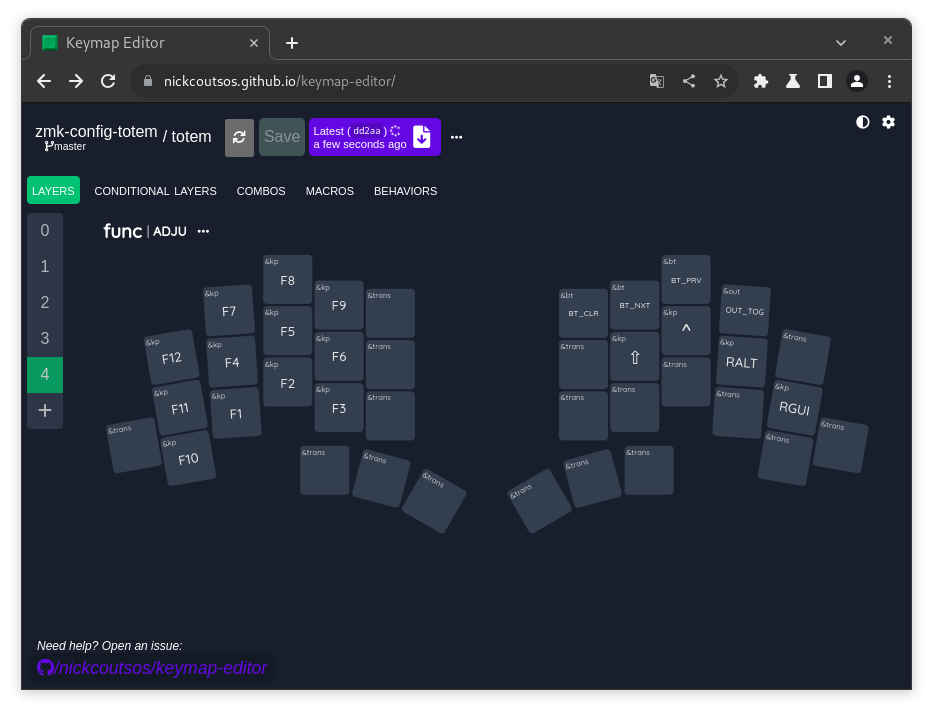 Keymap Editor
nickcoutsos.github.io/keymap-editor/
zmk-config-totem / totem
master
Save
Latest ( dd2aa )
a few seconds ago
LAYERS CONDITIONAL LAYERS COMBOS MACROS BEHAVIORS
0
1
2
3
4
+
func | ADJU
&kp F8
&kp F7
&kp F9
&trans
&kp F5
&kp F12
&kp F4
&kp F6
&trans
&kp F2
&kp F11
&kp F1
&kp F3
&trans
&trans
&kp F10
&trans
&trans
&trans
&bt BT_PRV
&bt BT_CLR
&bt BT_NXT
&out OUT_TOG
&trans
&kp ^
&trans
&kp ⇧
&kp RALT
&trans
&kp RGUI
&trans
&trans
&trans
&trans
&trans
&trans
&trans
&trans
Need help? Open an issue:
/nickcoutsos/keymap-editor